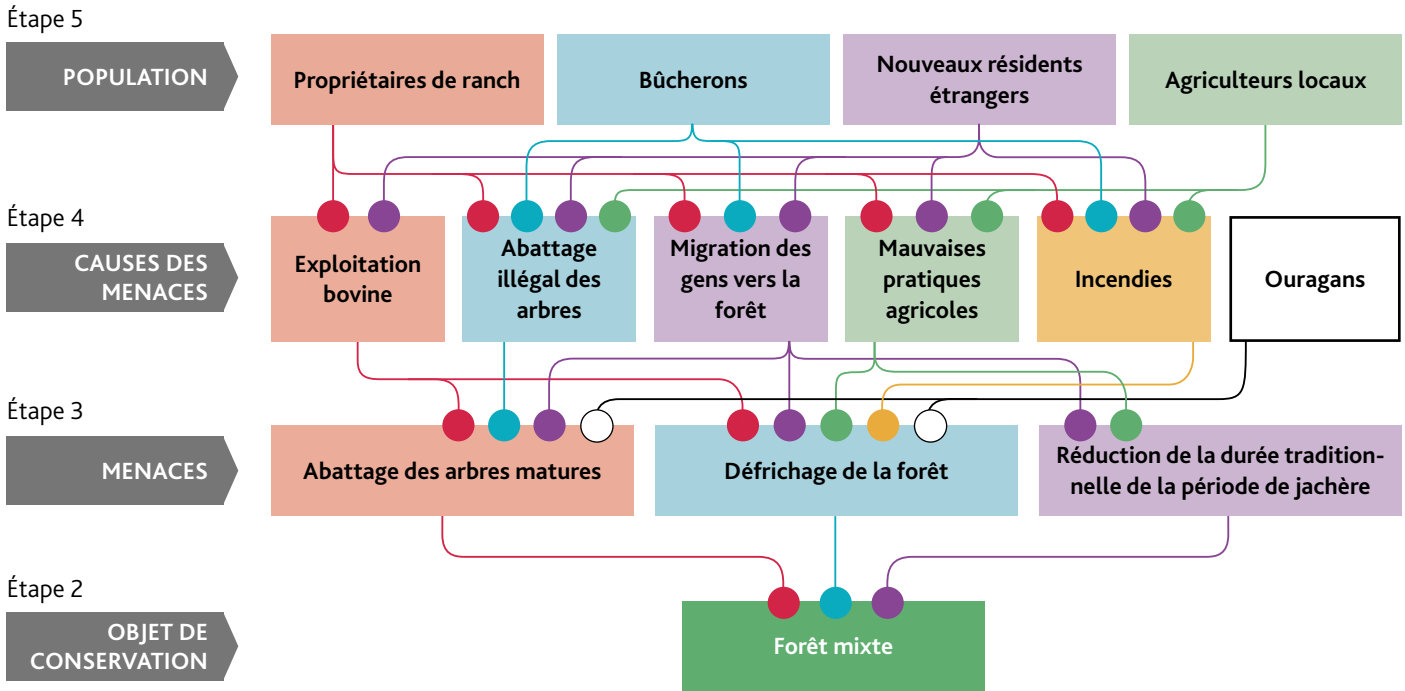 Étape 5
POPULATION
Propriétaires de ranch
Bûcherons
Nouveaux résidents
étrangers
Agriculteurs locaux
Étape 4
CAUSES DES
MENACES
Exploitation
bovine
Abattage
illégal des
arbres
Migration des
gens vers la
forêt
Mauvaises
pratiques
agricoles
Incendies
Ouragans
Étape 3
MENACES
Abattage des arbres matures
Défrichage de la forêt
Réduction de la durée tradition-
nelle de la période de jachère
Étape 2
OBJET DE
CONSERVATION
Forêt mixte